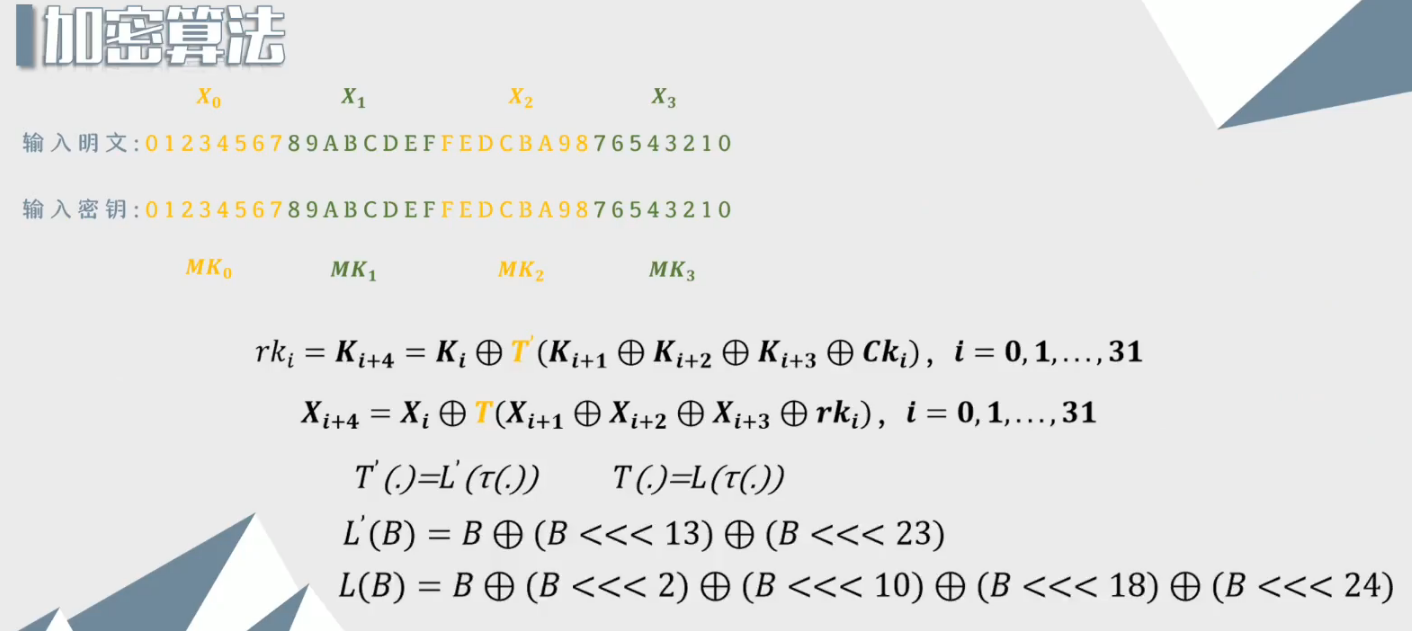 加密算法
X₀ X₁ X₂ X₃
输入明文:0123456789ABCDEFFEDCBA9876543210
输入密钥:0123456789ABCDEFFEDCBA9876543210
MK₀ MK₁ MK₂ MK₃
rkᵢ = Kᵢ₊₄ = Kᵢ ⊕ T'(Kᵢ₊₁ ⊕ Kᵢ₊₂ ⊕ Kᵢ₊₃ ⊕ Ckᵢ), i = 0, 1, ..., 31
Xᵢ₊₄ = Xᵢ ⊕ T(Xᵢ₊₁ ⊕ Xᵢ₊₂ ⊕ Xᵢ₊₃ ⊕ rkᵢ), i = 0, 1, ..., 31
T'(.)=L'(τ(.)) T(.)=L(τ(.))
L'(B) = B ⊕ (B <<< 13) ⊕ (B <<< 23)
L(B) = B ⊕ (B <<< 2) ⊕ (B <<< 10) ⊕ (B <<< 18) ⊕ (B <<< 24)